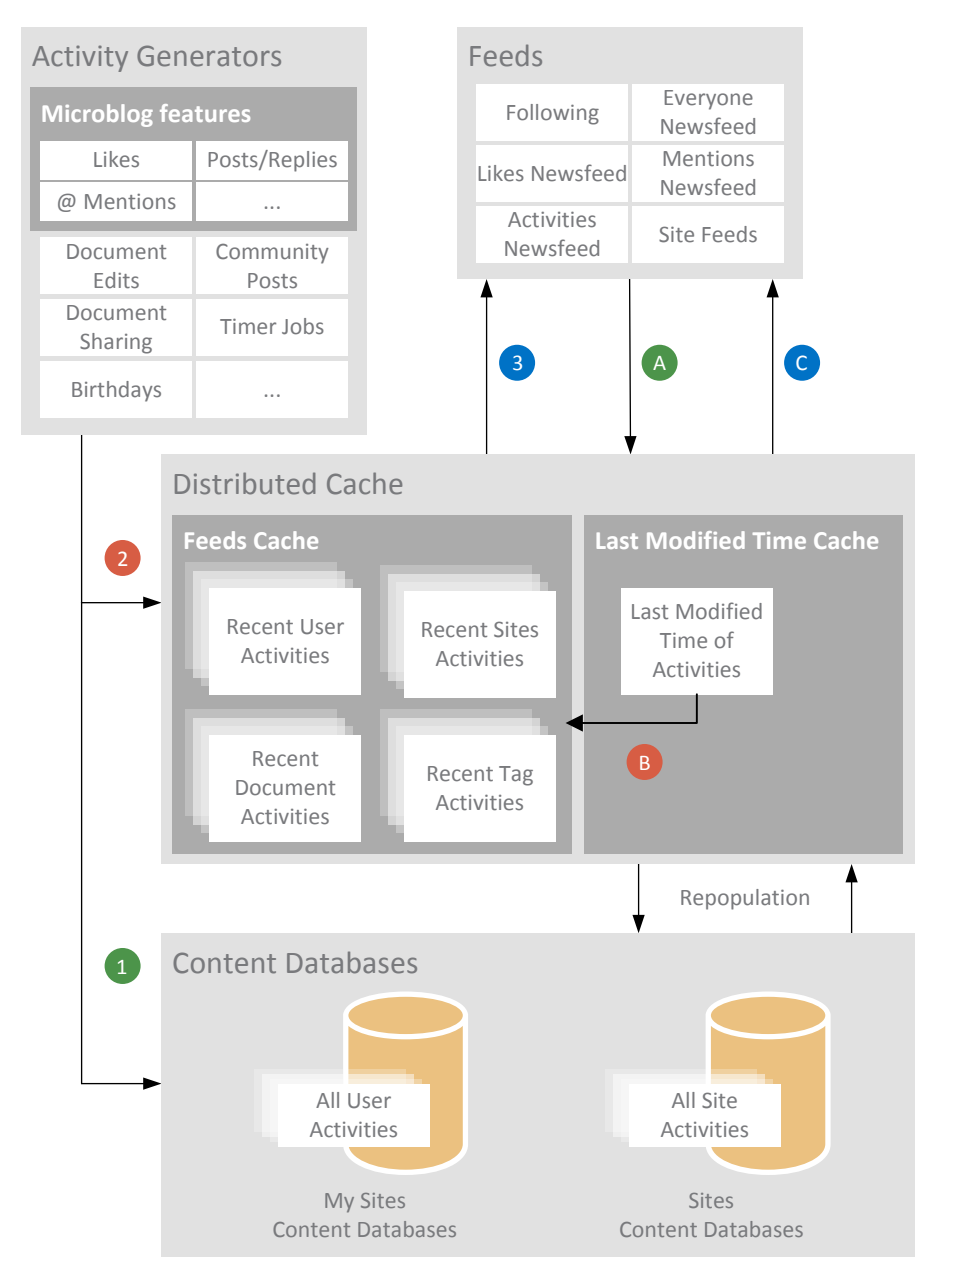 Activity Generators
Microblog features
Likes
Posts/Replies
@ Mentions
...
Document
Edits
Community
Posts
Document
Sharing
Timer Jobs
Birthdays
...
Feeds
Following
Everyone
Newsfeed
Likes Newsfeed
Mentions
Newsfeed
Activities
Newsfeed
Site Feeds
3
A
C
2
Distributed Cache
Feeds Cache
Recent User
Activities
Recent Sites
Activities
Recent
Document
Activities
Recent Tag
Activities
Last Modified Time Cache
Last Modified
Time of
Activities
B
Repopulation
1
Content Databases
All User
Activities
My Sites
Content Databases
All Site
Activities
Sites
Content Databases